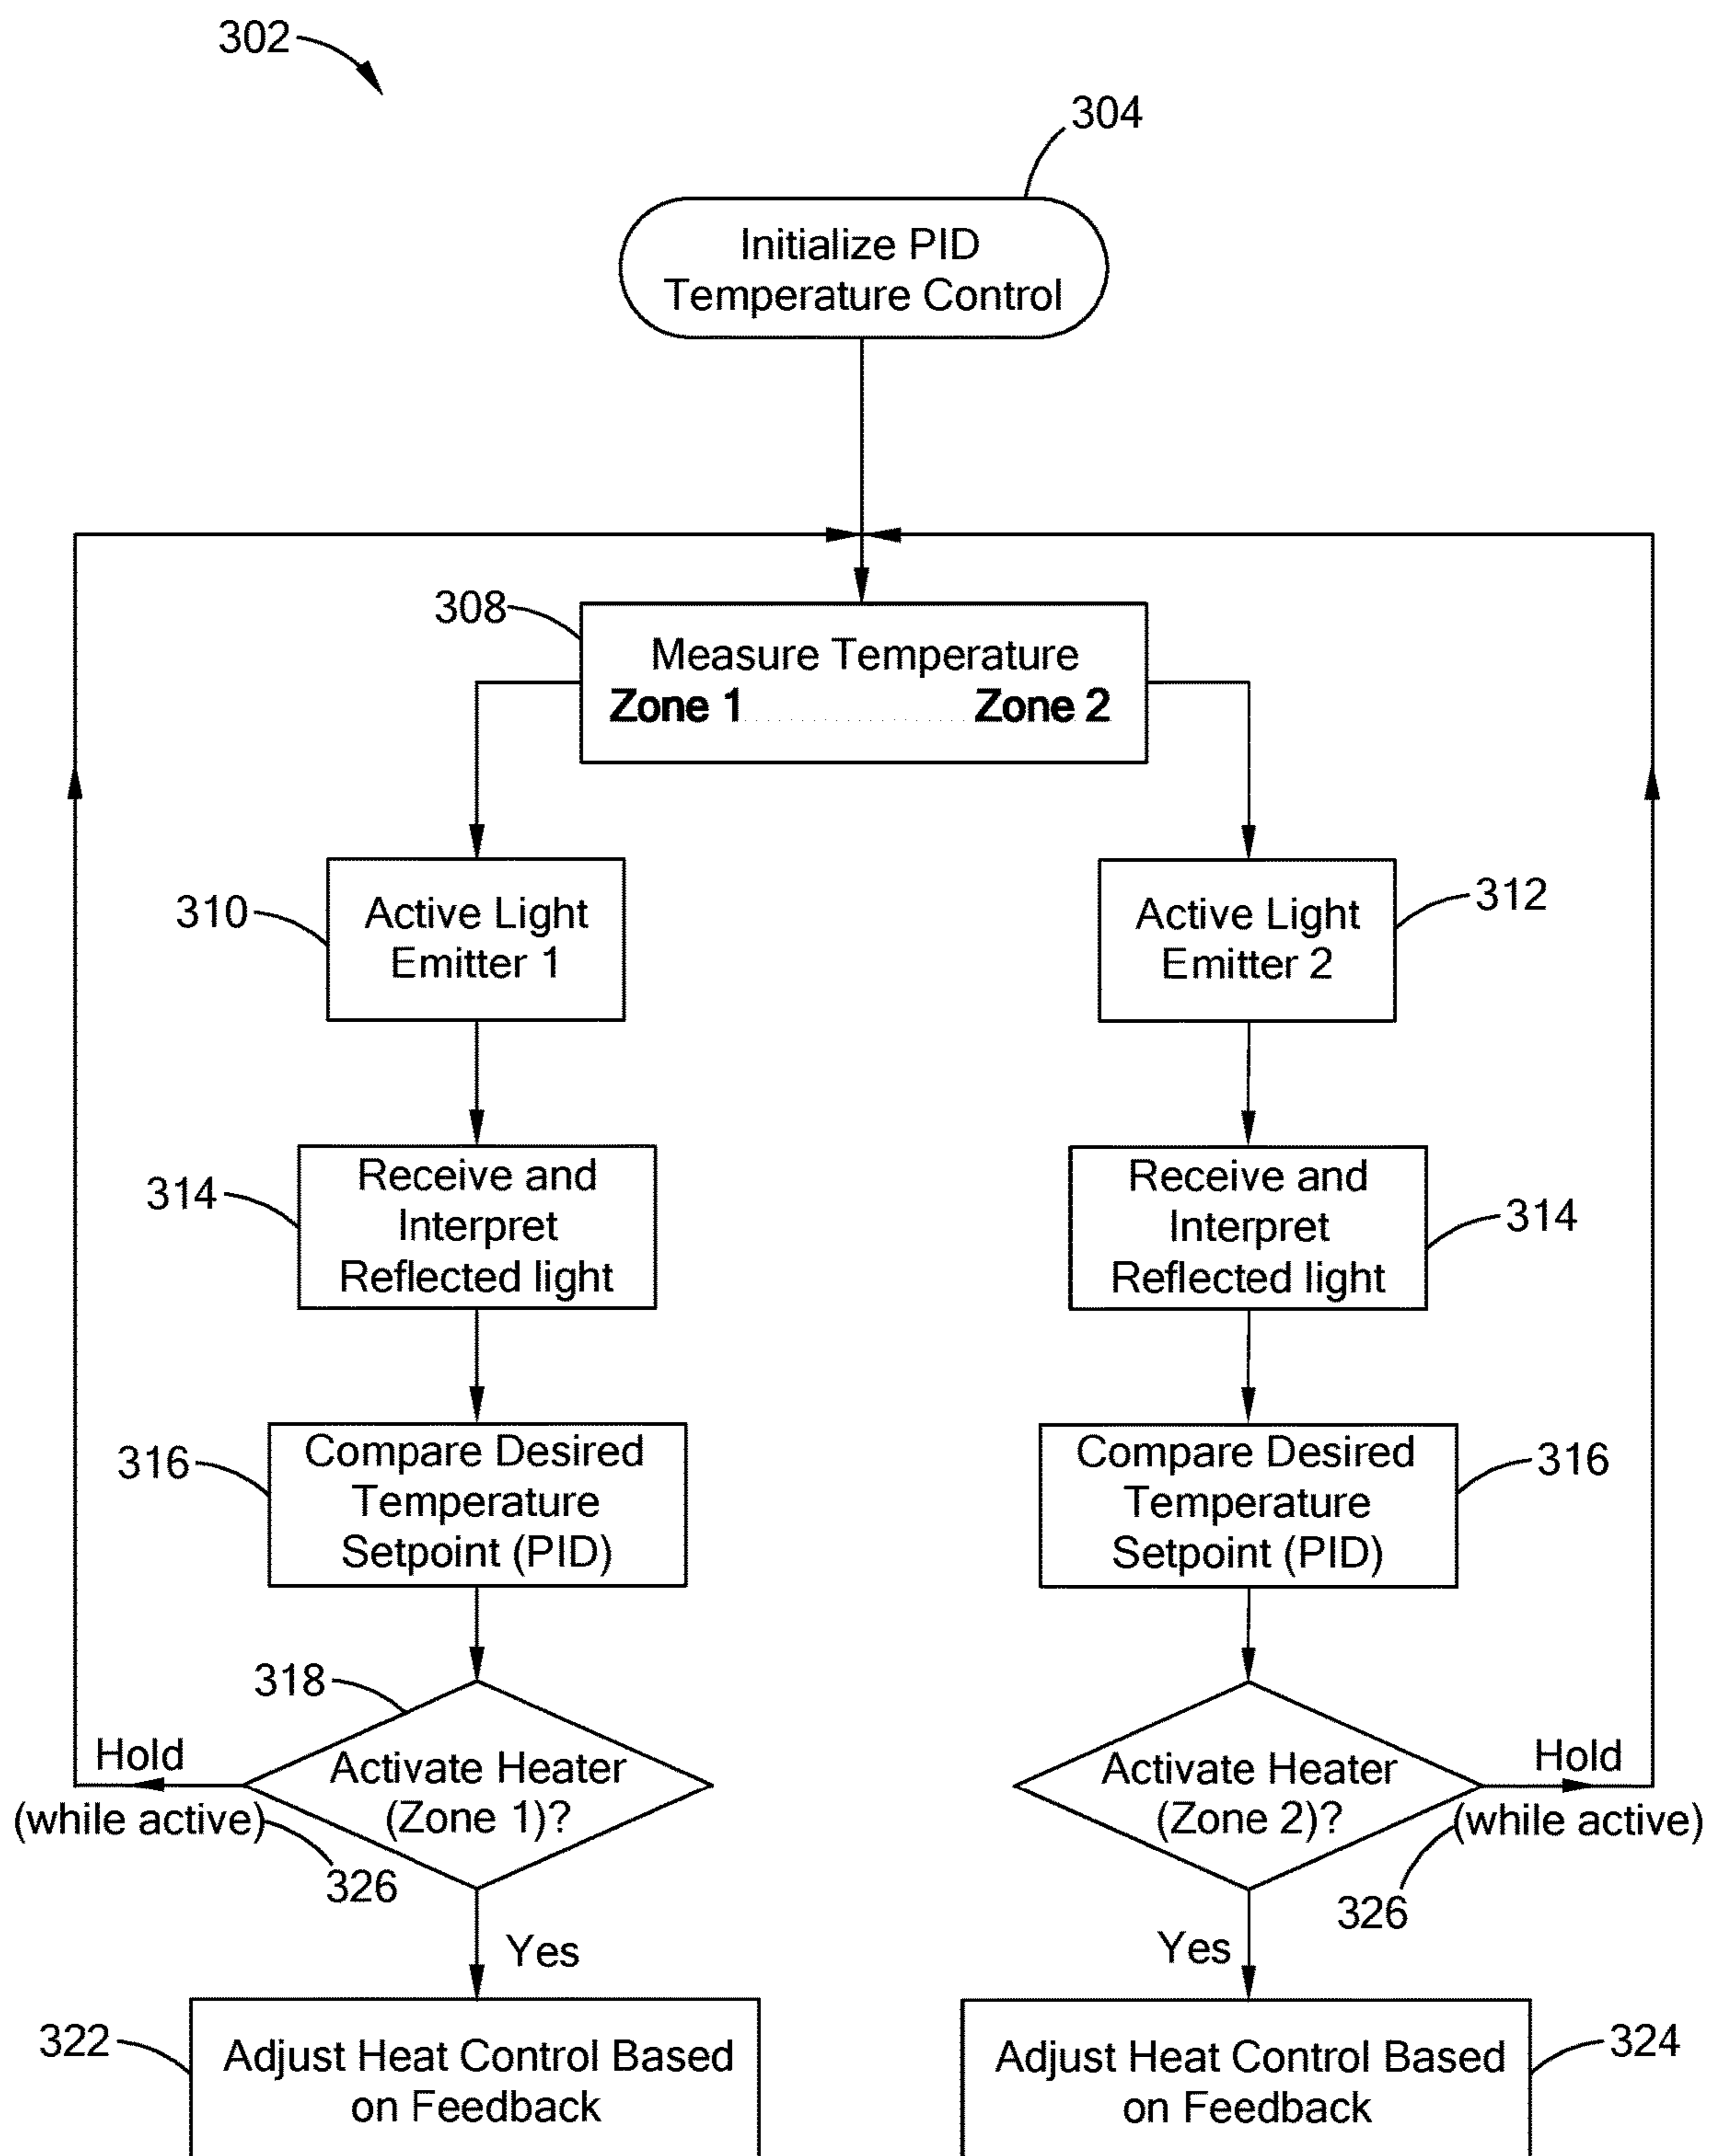 302
304
Initialize PID
Temperature Control
308
Measure Temperature
Zone 1 Zone 2
310
Active Light
Emitter 1
Active Light
Emitter 2
312
314
Receive and
Interpret
Reflected light
Receive and
Interpret
Reflected light
314
316
Compare Desired
Temperature
Setpoint (PID)
Compare Desired
Temperature
Setpoint (PID)
316
318
Hold
(while active)
326
Activate Heater
(Zone 1)?
Activate Heater
(Zone 2)?
Hold
(while active)
326
Yes
Yes
322
Adjust Heat Control Based
on Feedback
Adjust Heat Control Based
on Feedback
324